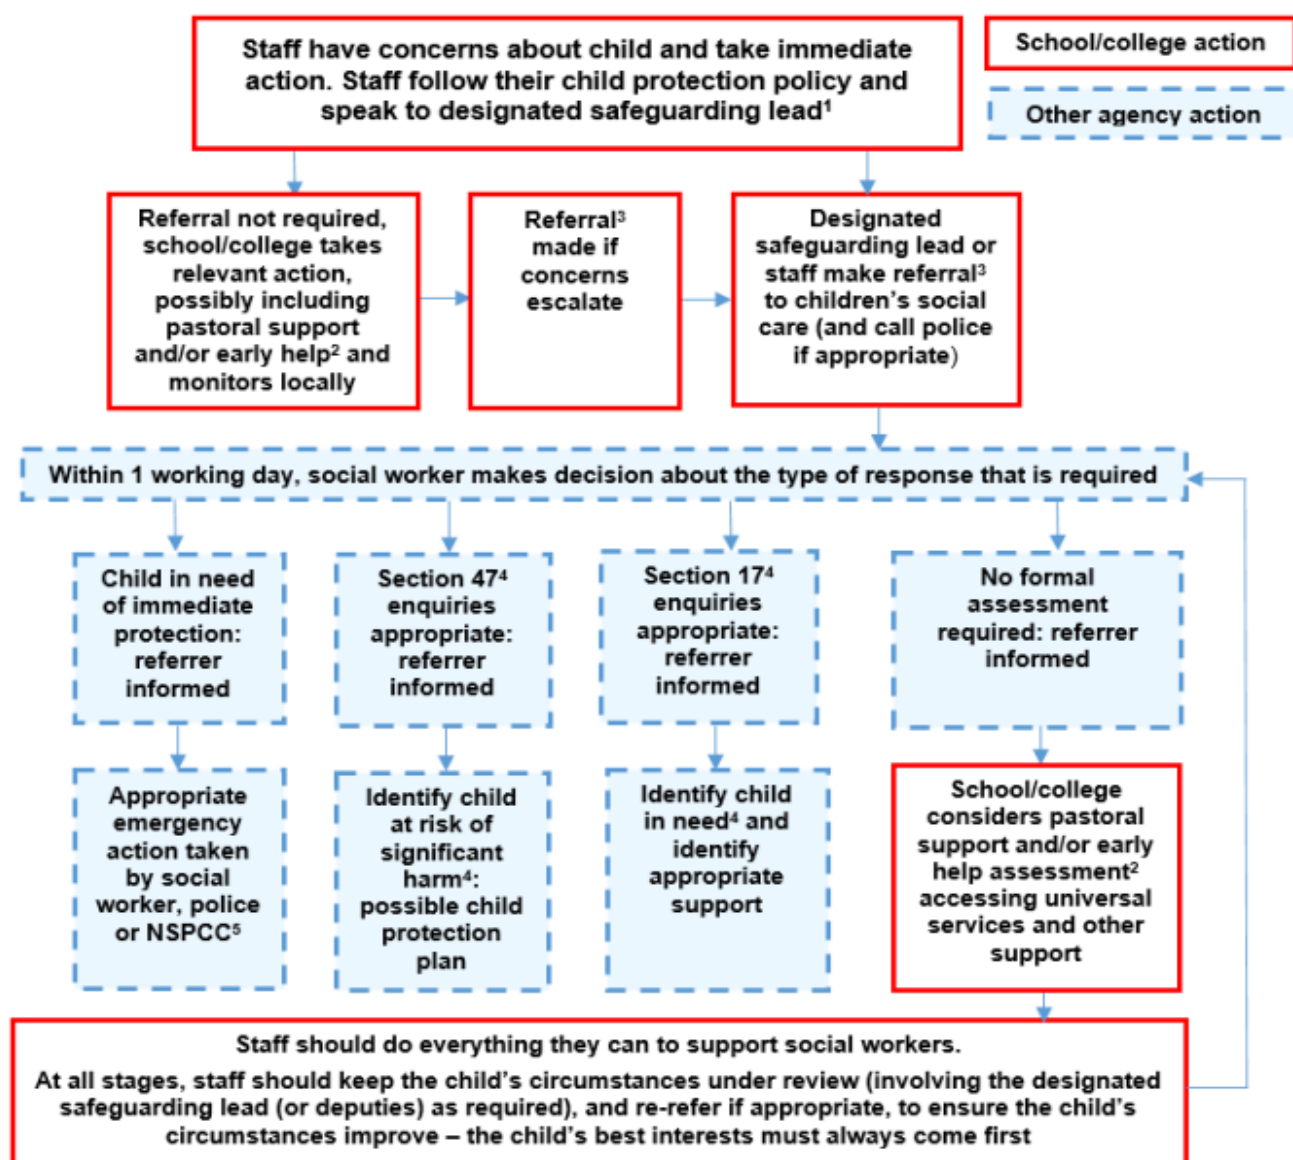 Staff have concerns about child and take immediate
action. Staff follow their child protection policy and
speak to designated safeguarding lead¹
School/college action
Other agency action
Referral not required,
school/college takes
relevant action,
possibly including
pastoral support
and/or early help² and
monitors locally
Referral³
made if
concerns
escalate
Designated
safeguarding lead or
staff make referral³
to children’s social
care (and call police
if appropriate)
Within 1 working day, social worker makes decision about the type of response that is required
Child in need
of immediate
protection:
referrer
informed
Section 47⁴
enquiries
appropriate:
referrer
informed
Section 17⁴
enquiries
appropriate:
referrer
informed
No formal
assessment
required: referrer
informed
Appropriate
emergency
action taken
by social
worker, police
or NSPCC⁵
Identify child
at risk of
significant
harm⁴:
possible child
protection
plan
Identify child
in need⁴ and
identify
appropriate
support
School/college
considers pastoral
support and/or early
help assessment²
accessing universal
services and other
support
Staff should do everything they can to support social workers.
At all stages, staff should keep the child’s circumstances under review (involving the designated
safeguarding lead (or deputies) as required), and re-refer if appropriate, to ensure the child’s
circumstances improve – the child’s best interests must always come first